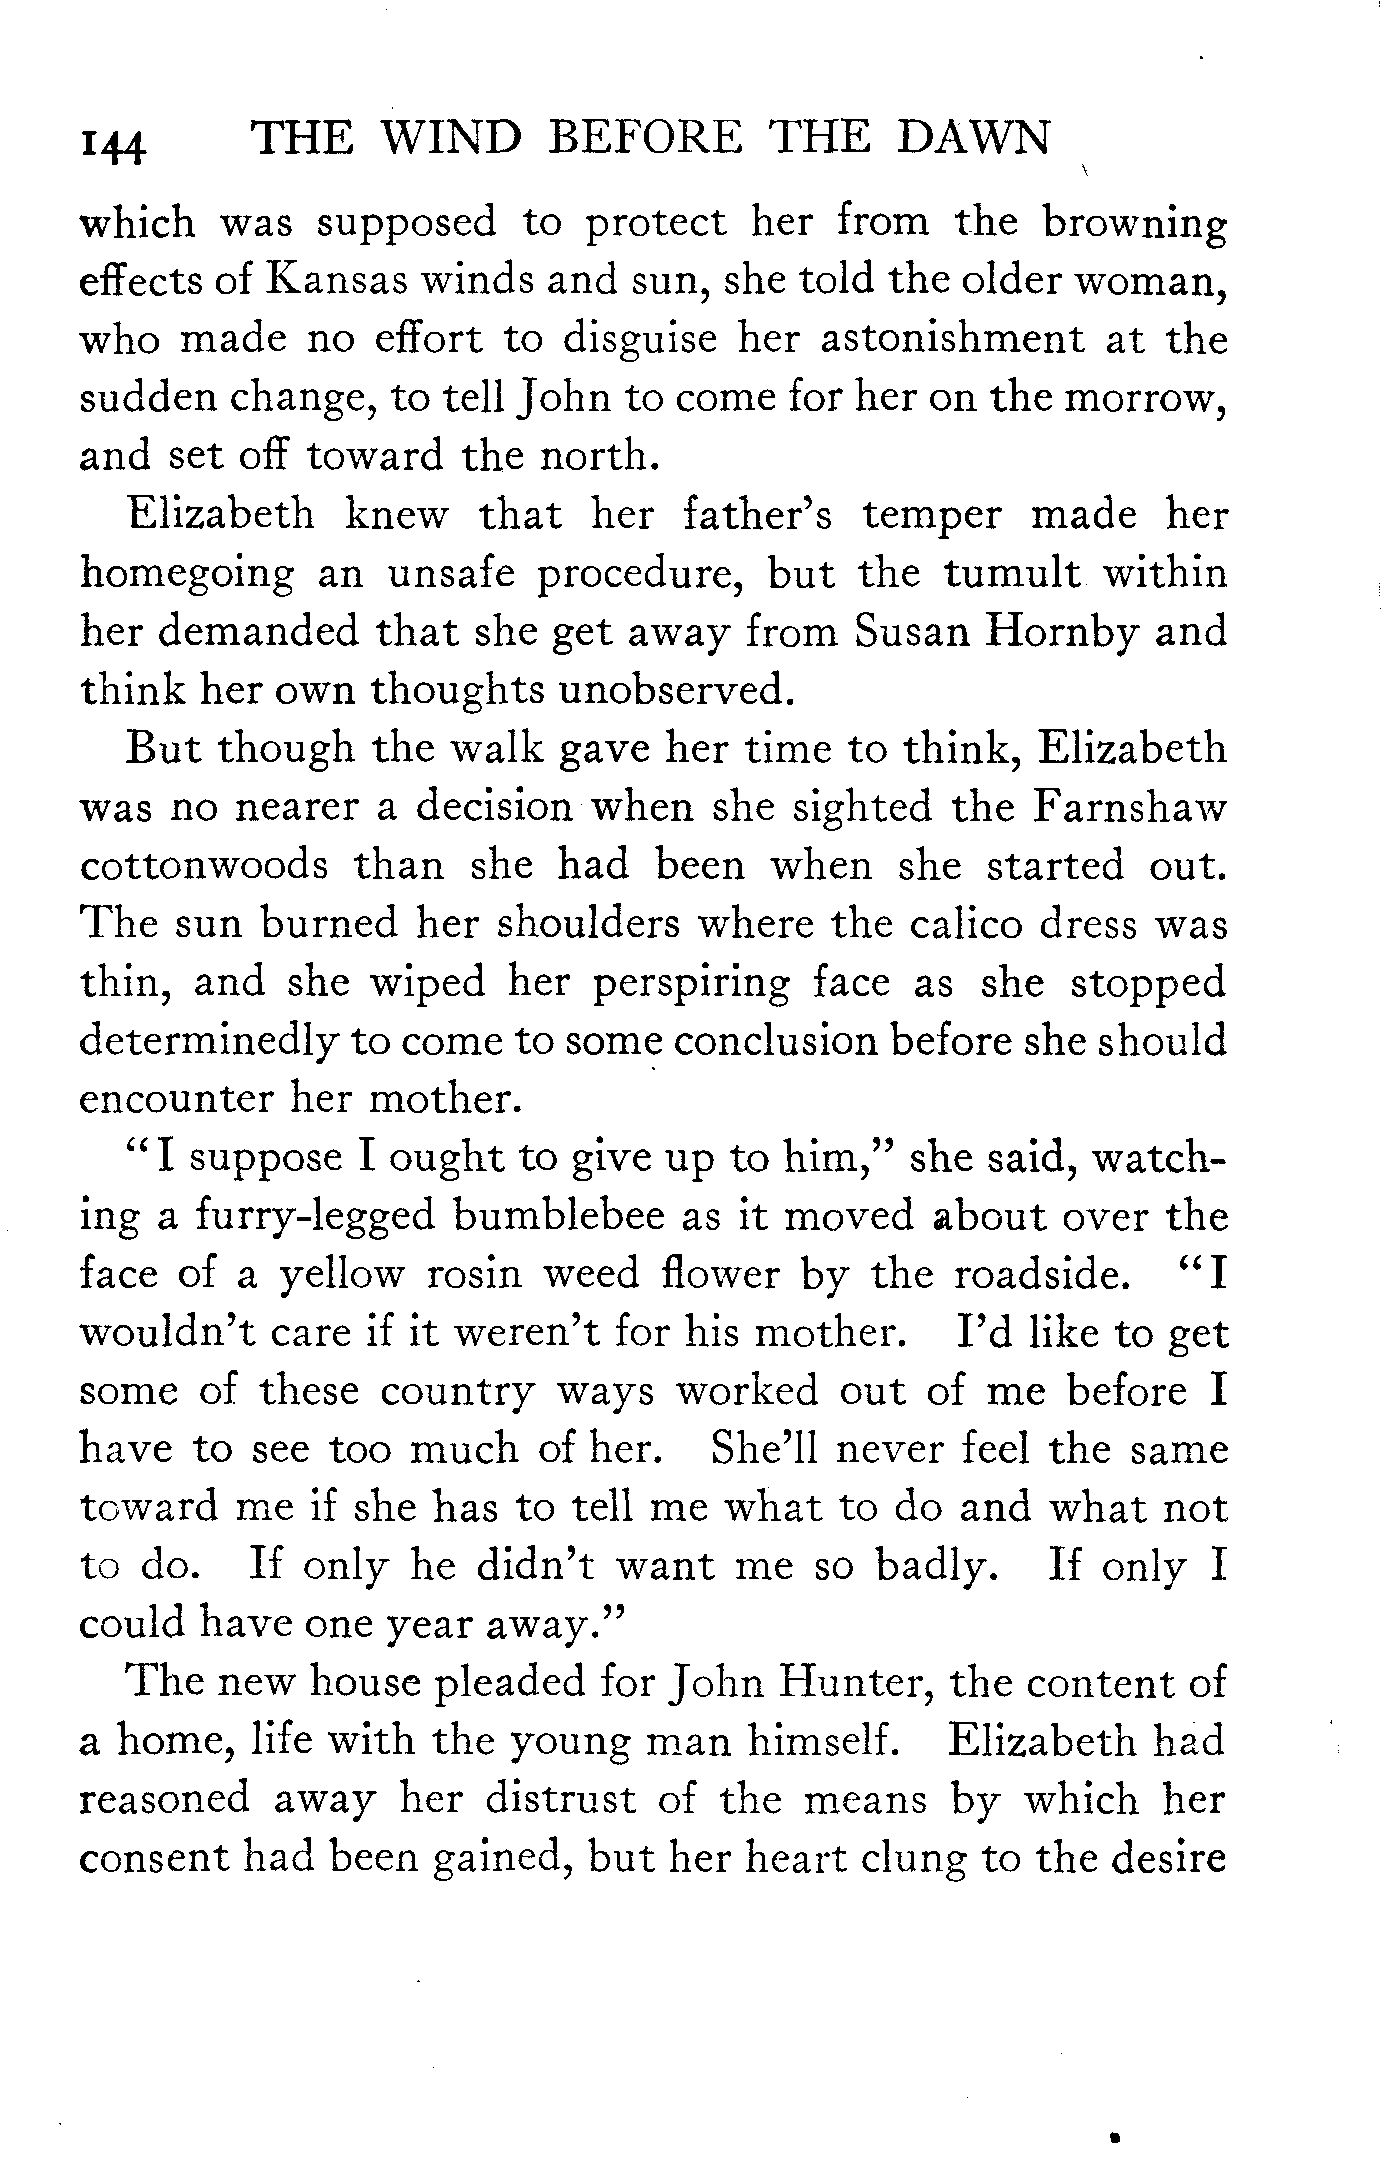 144 THE WIND BEFORE THE DAWN
which was supposed to protect her from the browning
effects of Kansas winds and sun, she told the older woman,
who made no effort to disguise her astonishment at the
sudden change, to tell John to come for her on the morrow,
and set off toward the north.
Elizabeth knew that her father's temper made her
homegoing an unsafe procedure, but the tumult within
her demanded that she get away from Susan Hornby and
think her own thoughts unobserved.
But though the walk gave her time to think, Elizabeth
was no nearer a decision when she sighted the Farnshaw
cottonwoods than she had been when she started out.
The sun burned her shoulders where the calico dress was
thin, and she wiped her perspiring face as she stopped
determinedly to come to some conclusion before she should
encounter her mother.
"I suppose I ought to give up to him," she said, watch-
ing a furry-legged bumblebee as it moved about over the
face of a yellow rosin weed flower by the roadside. "I
wouldn't care if it weren't for his mother. I'd like to get
some of these country ways worked out of me before I
have to see too much of her. She'll never feel the same
toward me if she has to tell me what to do and what not
to do. If only he didn't want me so badly. If only I
could have one year away."
The new house pleaded for John Hunter, the content of
a home, life with the young man himself. Elizabeth had
reasoned away her distrust of the means by which her
consent had been gained, but her heart clung to the desire